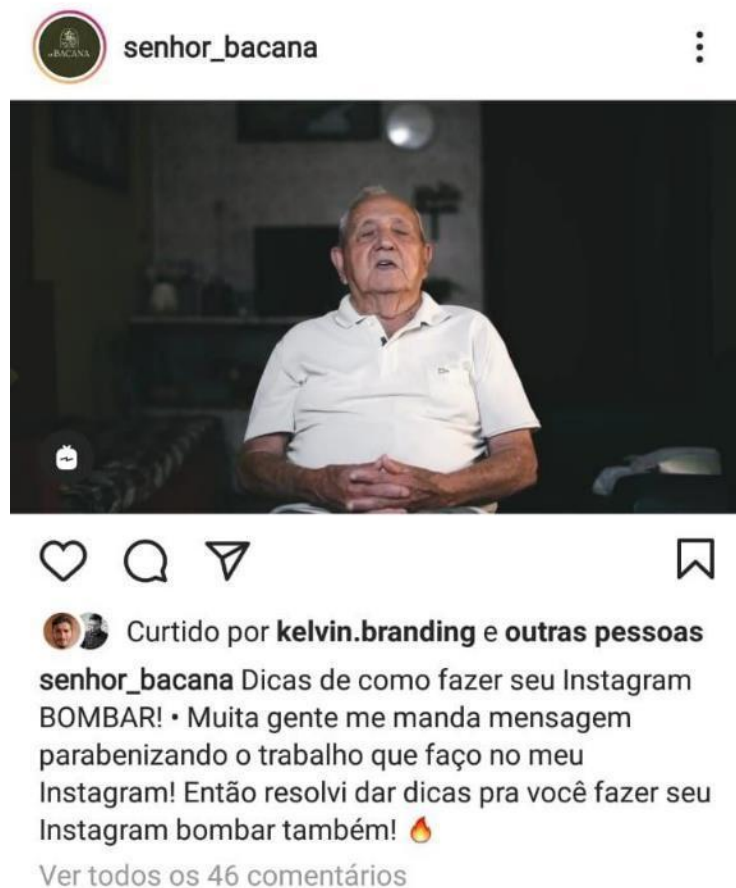 BACANA
senhor_bacana
Curtido por kelvin.branding e outras pessoas
senhor_bacana Dicas de como fazer seu Instagram
BOMBAR! • Muita gente me manda mensagem
parabenizando o trabalho que faço no meu
Instagram! Então resolvi dar dicas pra você fazer seu
Instagram bombar também! 🔥
Ver todos os 46 comentários